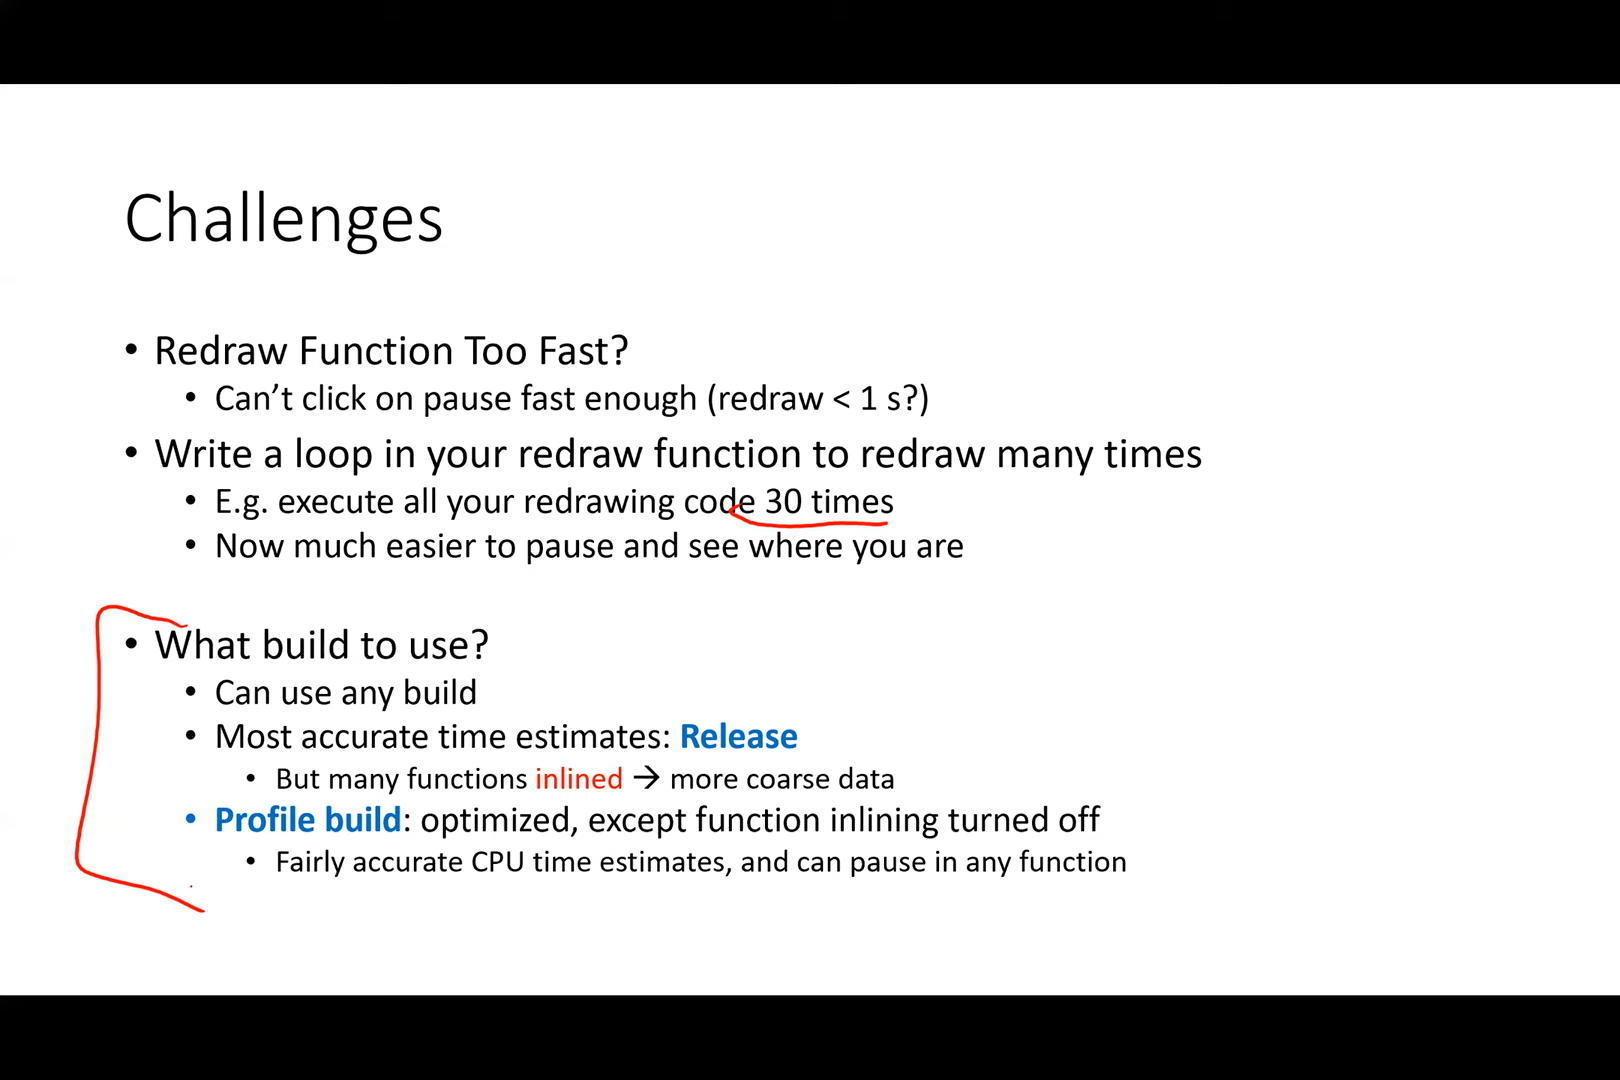 Challenges
• Redraw Function Too Fast?
• Can’t click on pause fast enough (redraw < 1 s?)
• Write a loop in your redraw function to redraw many times
• E.g. execute all your redrawing code 30 times
• Now much easier to pause and see where you are
• What build to use?
• Can use any build
• Most accurate time estimates: Release
• But many functions inlined → more coarse data
• Profile build: optimized, except function inlining turned off
• Fairly accurate CPU time estimates, and can pause in any function